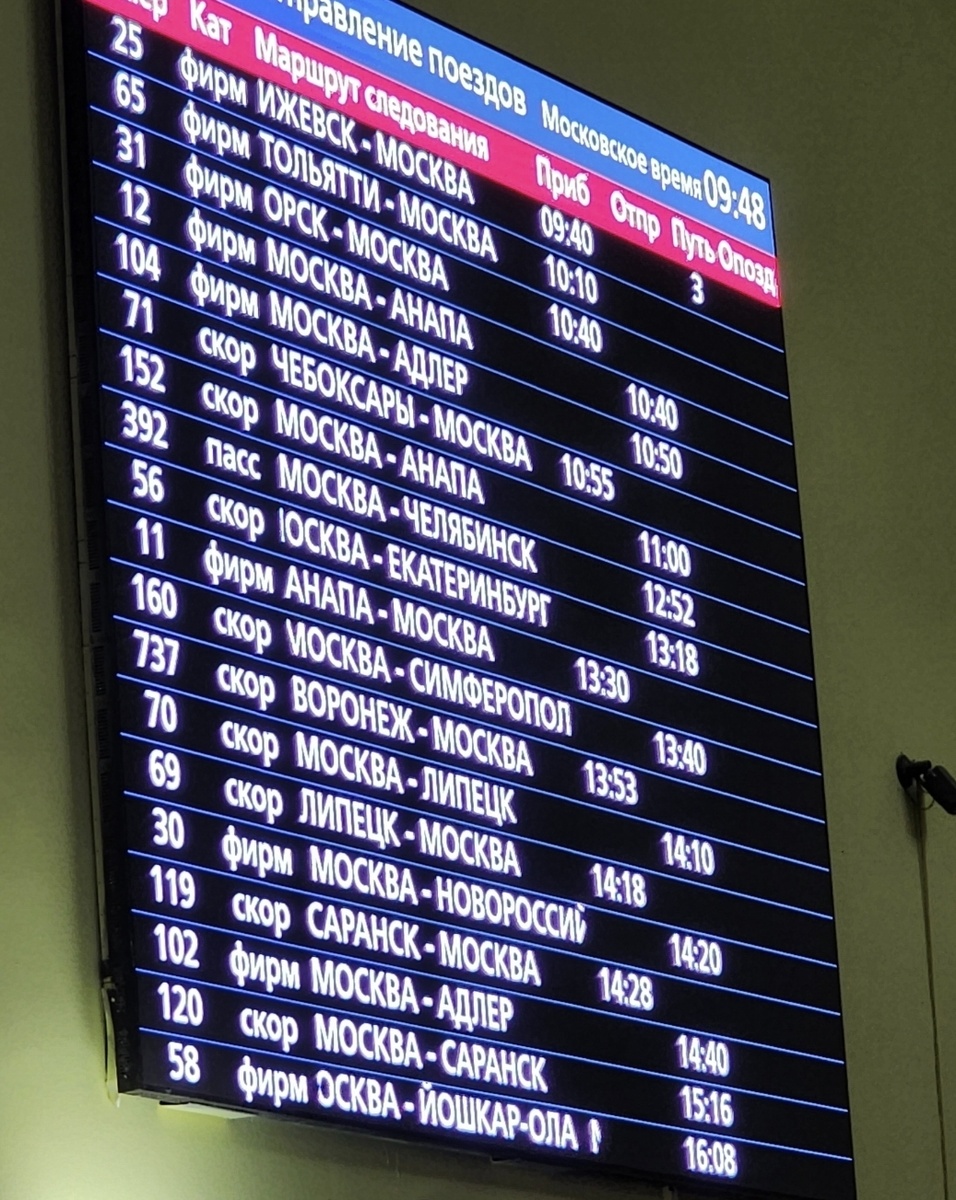 правление поездов Московское время 09:48
Кат Маршрут следования Приб Отпр Путь Опозд
25 фирм ИЖЕВСК - МОСКВА 09:40 3
65 фирм ТОЛЬЯТТИ - МОСКВА 10:10
31 фирм ОРСК - МОСКВА 10:40
12 фирм МОСКВА - АНАПА 10:40
104 фирм МОСКВА - АДЛЕР 10:50
71 скор ЧЕБОКСАРЫ - МОСКВА 10:55
152 скор МОСКВА - АНАПА 11:00
392 пасс МОСКВА - ЧЕЛЯБИНСК 12:52
56 скор ОСКВА - ЕКАТЕРИНБУРГ 13:18
11 фирм АНАПА - МОСКВА 13:30
160 скор МОСКВА - СИМФЕРОПОЛ 13:40
737 скор ВОРОНЕЖ - МОСКВА 13:53
70 скор МОСКВА - ЛИПЕЦК 14:10
69 скор ЛИПЕЦК - МОСКВА 14:18
30 фирм МОСКВА - НОВОРОССИЙ 14:20
119 скор САРАНСК - МОСКВА 14:28
102 фирм МОСКВА - АДЛЕР 14:40
120 скор МОСКВА - САРАНСК 15:16
58 фирм ОСКВА - ЙОШКАР-ОЛА 16:08